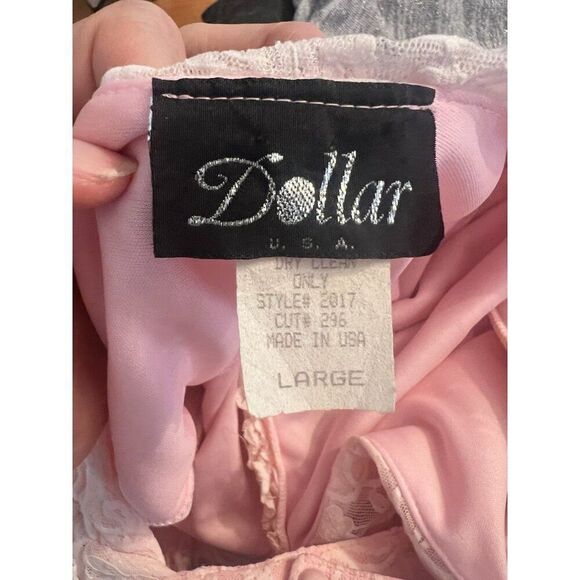 Dollar
U. S. A.
DRY CLEAN
ONLY
STYLE# 2017
CUT# 296
MADE IN USA
LARGE